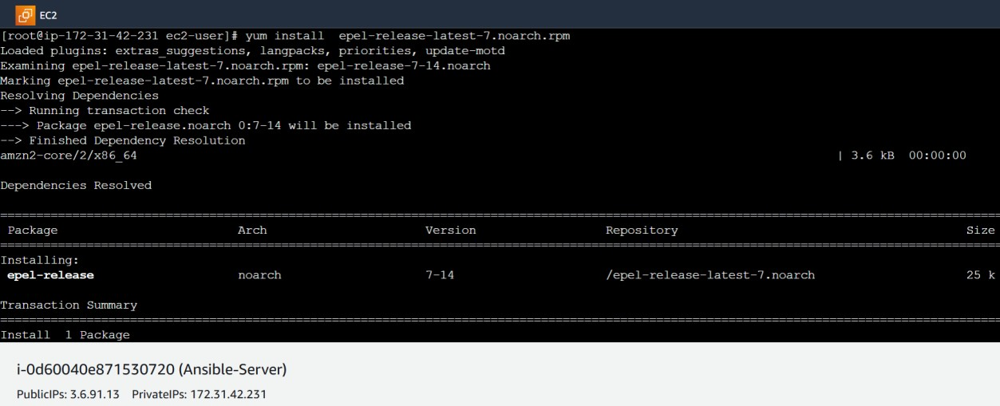 EC2
[root@ip-172-31-42-231 ec2-user]# yum install  epel-release-latest-7.noarch.rpm
Loaded plugins: extras_suggestions, langpacks, priorities, update-motd
Examining epel-release-latest-7.noarch.rpm: epel-release-7-14.noarch
Marking epel-release-latest-7.noarch.rpm to be installed
Resolving Dependencies
--> Running transaction check
---> Package epel-release.noarch 0:7-14 will be installed
--> Finished Dependency Resolution
amzn2-core/2/x86_64 | 3.6 kB  00:00:00
Dependencies Resolved
Package Arch Version Repository Size
Installing:
epel-release noarch 7-14 /epel-release-latest-7.noarch 25 k
Transaction Summary
Install  1 Package
i-0d60040e871530720 (Ansible-Server)
PublicIPs: 3.6.91.13 PrivateIPs: 172.31.42.231